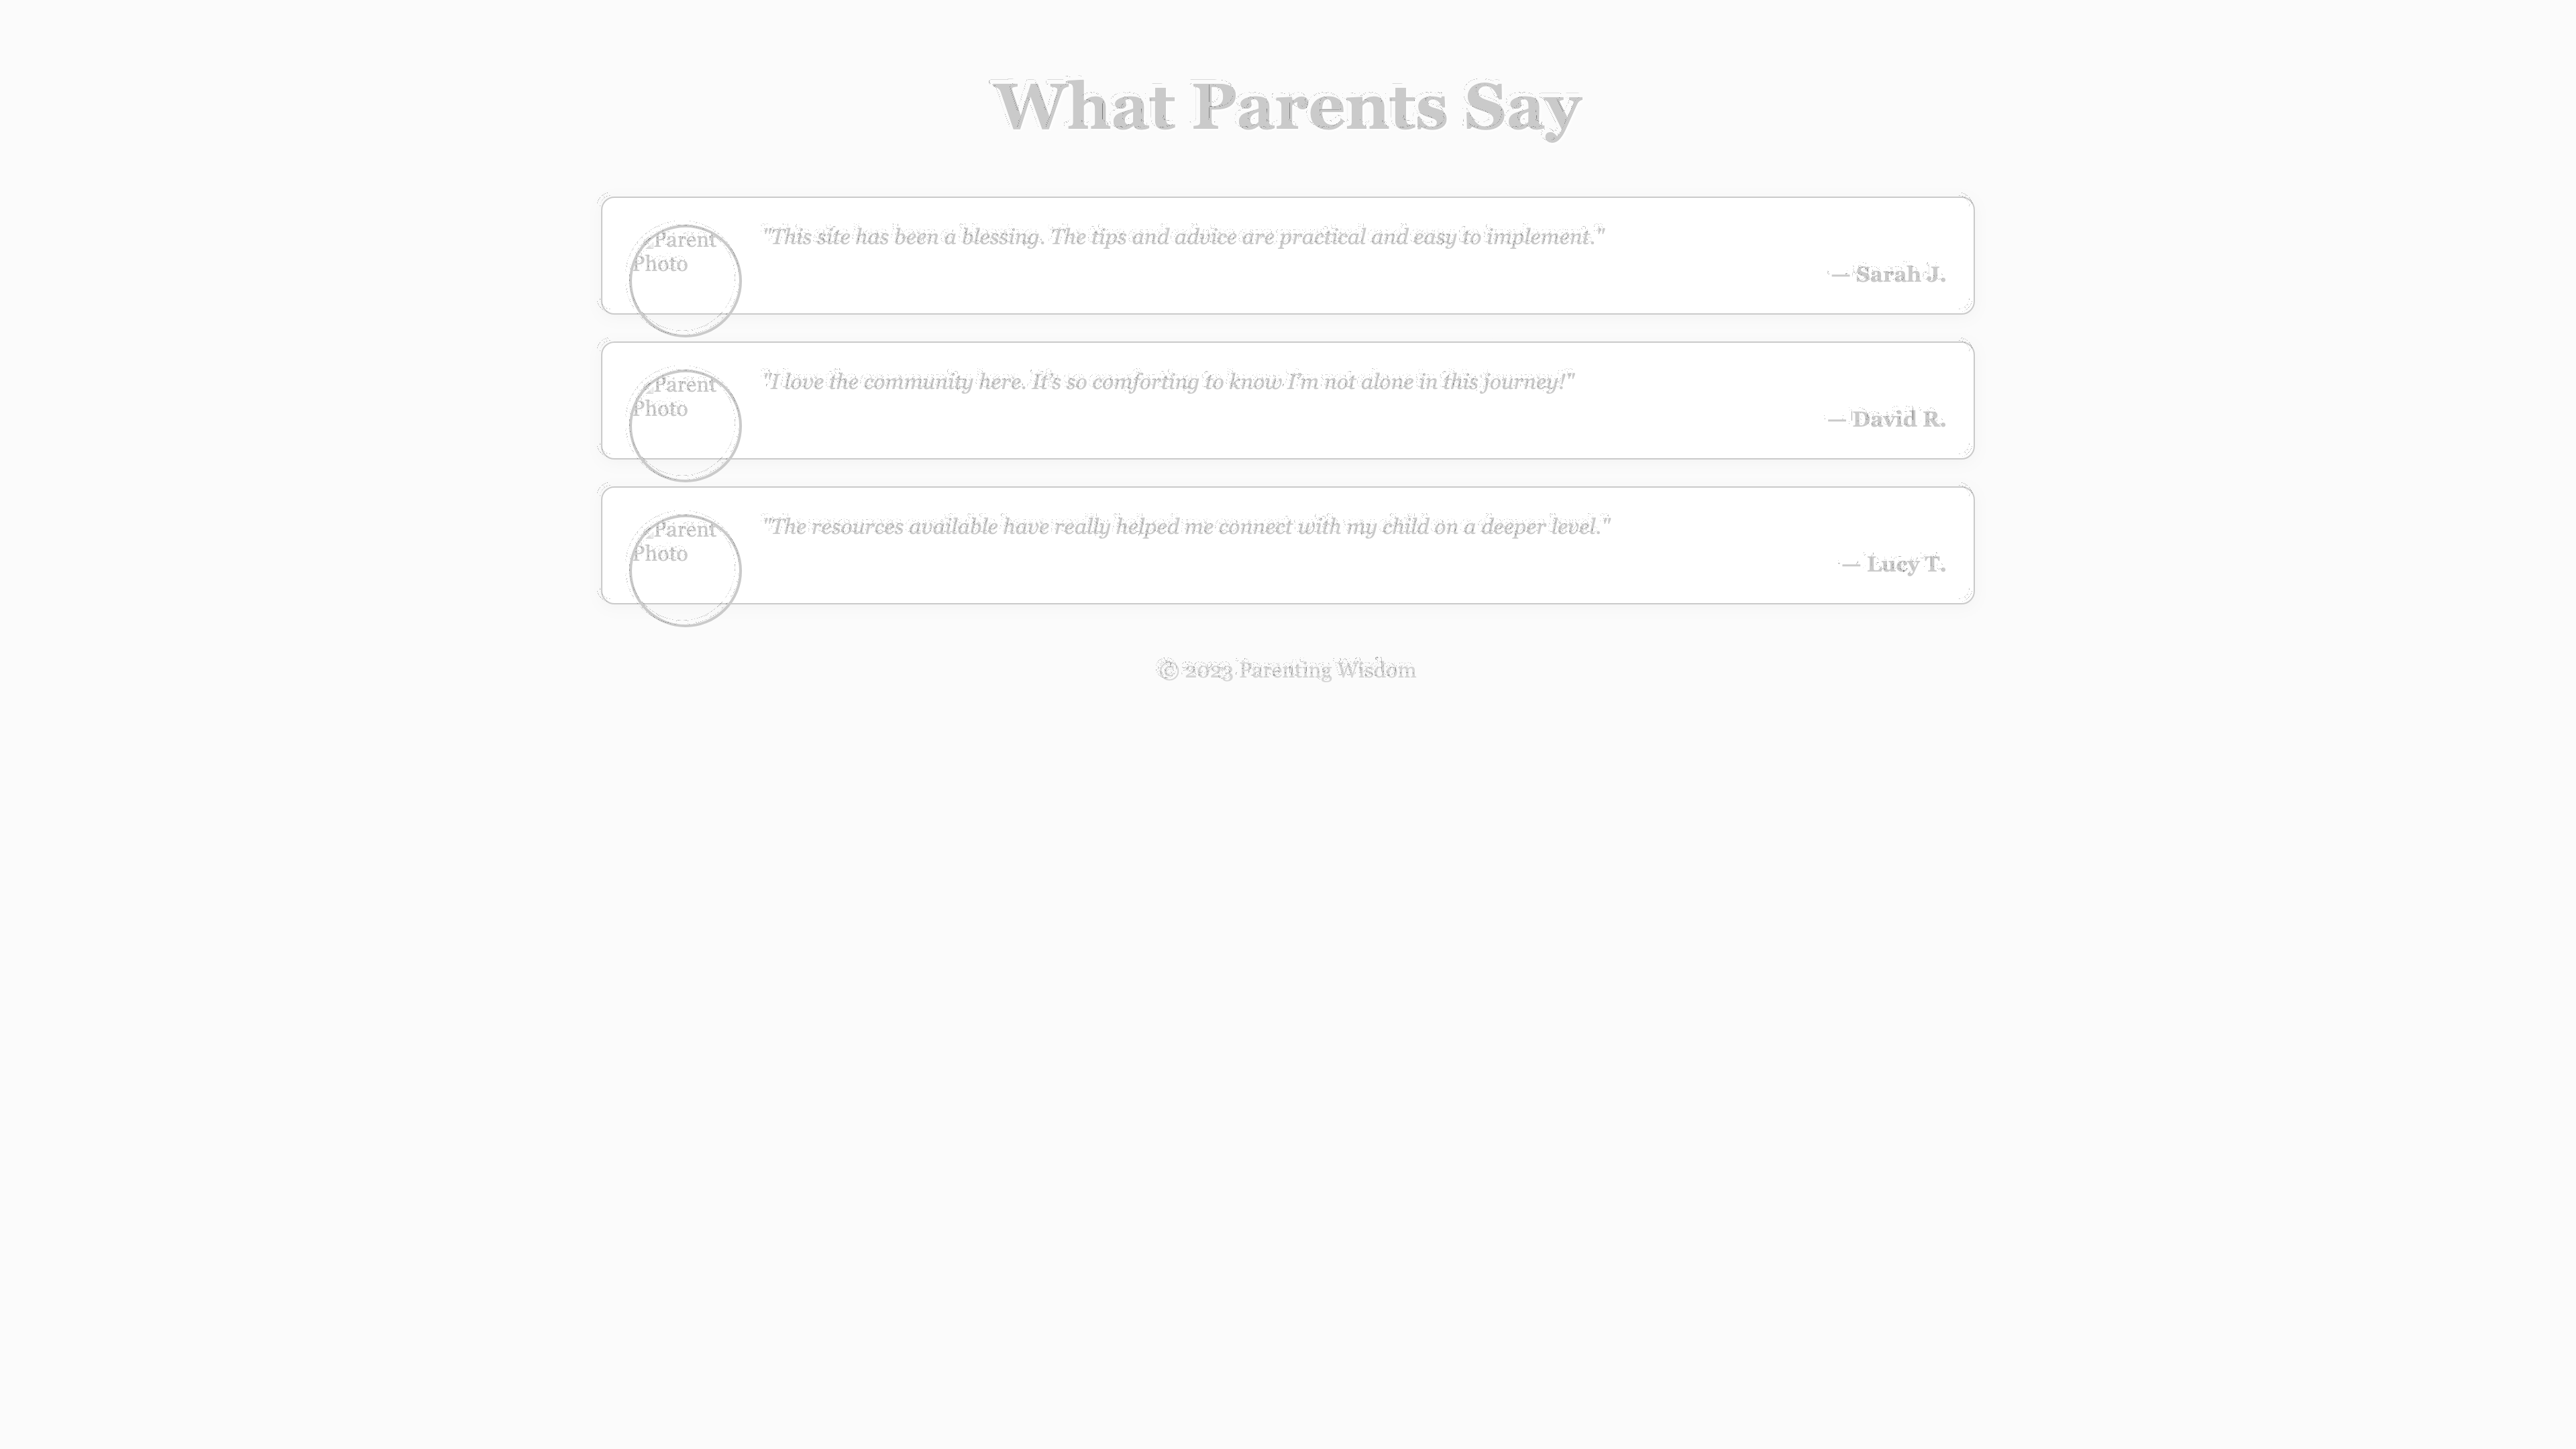 What Parents Say
Parent
Photo
"This site has been a blessing. The tips and advice are practical and easy to implement."
— Sarah J.
Parent
Photo
"I love the community here. It's so comforting to know I'm not alone in this journey!"
— David R.
Parent
Photo
"The resources available have really helped me connect with my child on a deeper level."
— Lucy T.
© 2023 Parenting Wisdom